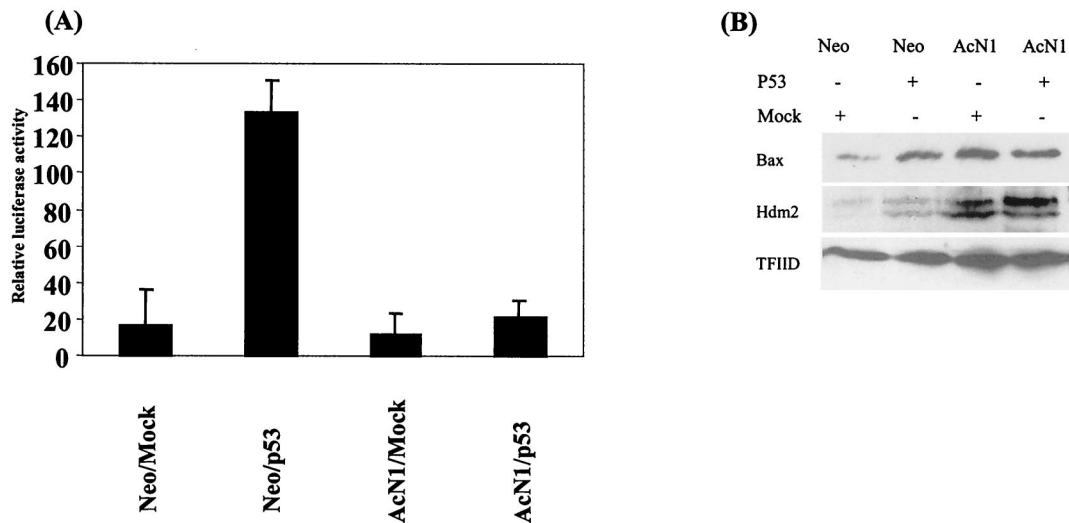 (A)
Relative luciferase activity
160
140
120
100
80
60
40
20
0
Neo/Mock
Neo/p53
AcN1/Mock
AcN1/p53
(B)
Neo Neo AcN1 AcN1
P53 - + - +
Mock + - + -
Bax
Hdm2
TFIID